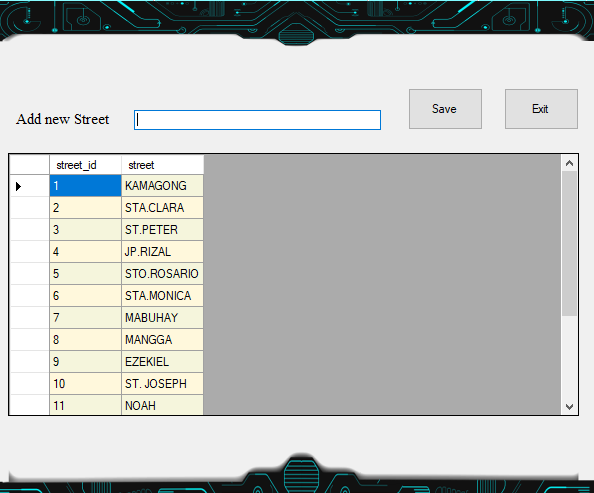 Add new Street
Save
Exit
street_id street
1 KAMAGONG
2 STA.CLARA
3 ST.PETER
4 JP.RIZAL
5 STO.ROSARIO
6 STA.MONICA
7 MABUHAY
8 MANGGA
9 EZEKIEL
10 ST. JOSEPH
11 NOAH